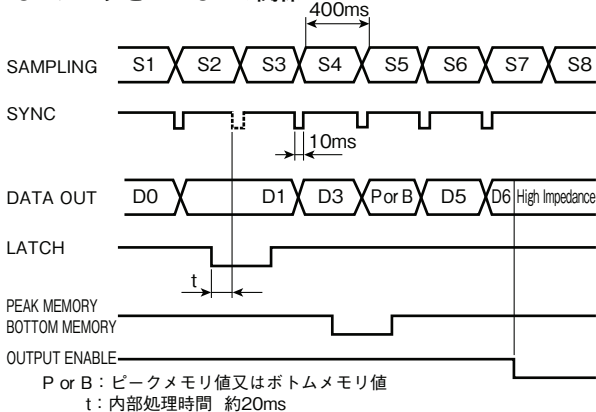 400ms
SAMPLING S1 S2 S3 S4 S5 S6 S7 S8
SYNC
10ms
DATA OUT D0 D1 D3 P or B D5 D6 High Impedance
LATCH
t
PEAK MEMORY
BOTTOM MEMORY
OUTPUT ENABLE
P or B：ピークメモリ値又はボトムメモリ値
t：内部処理時間 約20ms